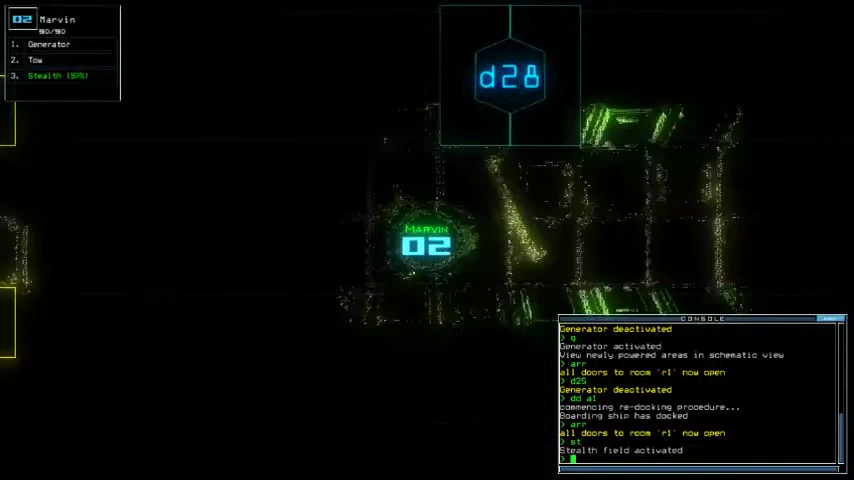 02 Marvin
90/90
1. Generator
2. Tow
3. Stealth (92%)
d28
MARVIN
02
CONSOLE
Generator deactivated
> g
Generator activated
View newly powered areas in schematic view
> arr
all doors to room 'r1' now open
> d25
Generator deactivated
> dd a1
commencing re-docking procedure...
Boarding ship has docked
> arr
all doors to room 'r1' now open
> st
Stealth field activated
>